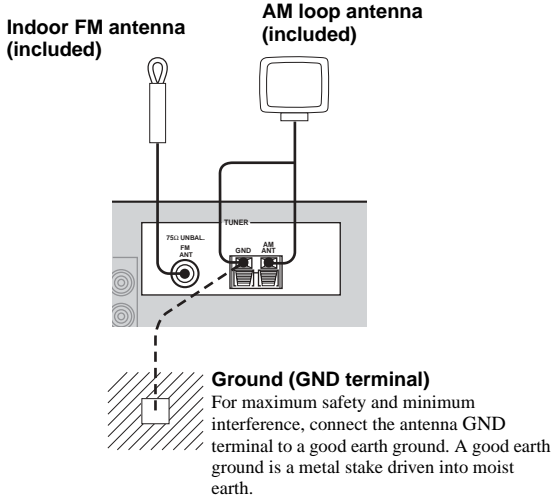 Indoor FM antenna
(included)
AM loop antenna
(included)
TUNER
75Ω UNBAL.
FM
ANT
GND
AM
ANT
Ground (GND terminal)
For maximum safety and minimum
interference, connect the antenna GND
terminal to a good earth ground. A good earth
ground is a metal stake driven into moist
earth.